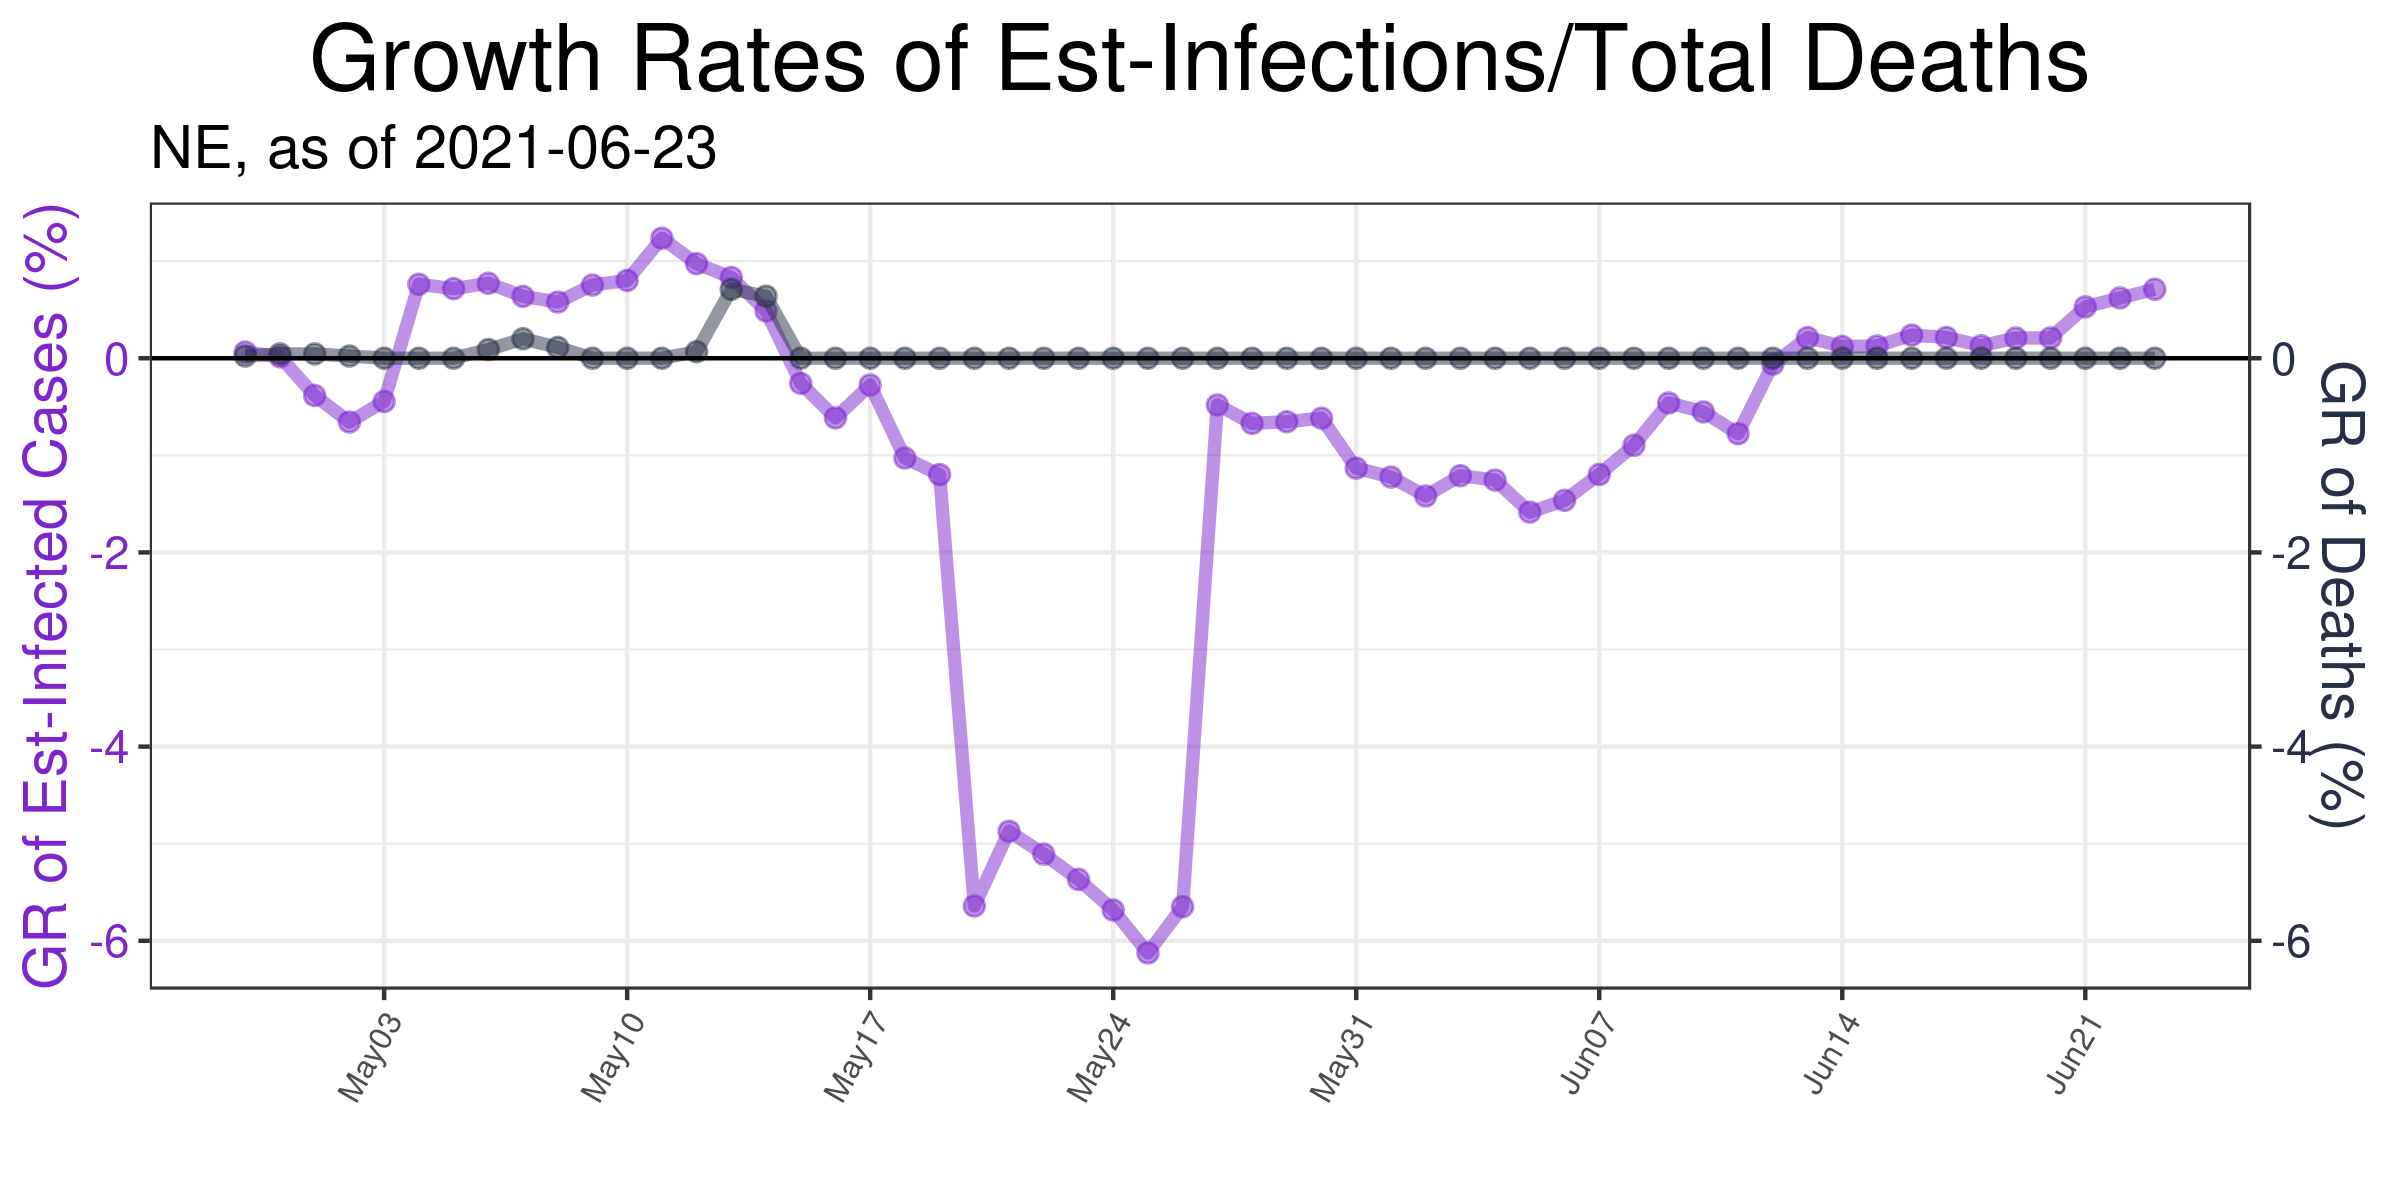 Growth Rates of Est-Infections/Total Deaths
NE, as of 2021-06-23
GR of Est-Infected Cases (%)
0
-2
-4
-6
0
-2
-4
-6
GR of Deaths (%)
May03
May10
May17
May24
May31
Jun07
Jun14
Jun21